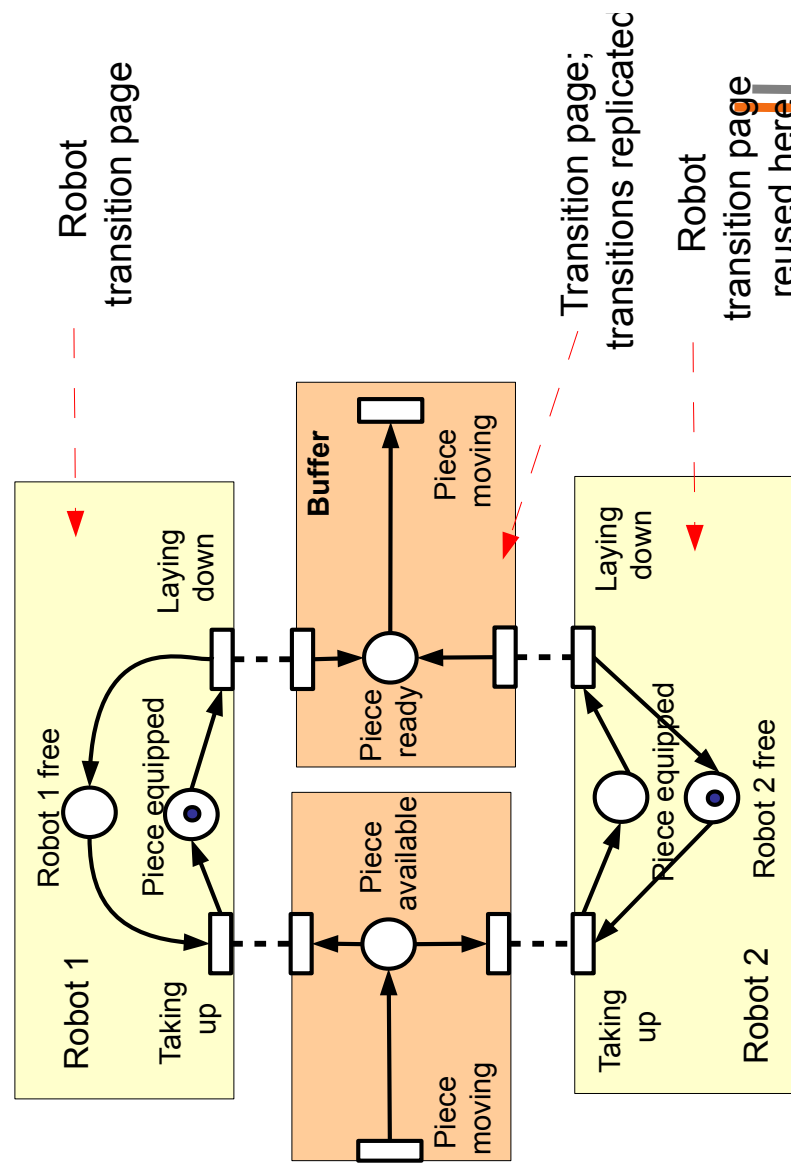 Robot
transition page
Robot 1
Robot 1 free
Piece equipped
Taking
up
Laying
down
Buffer
Piece
moving
Piece
available
Piece
ready
Piece
moving
Transition page;
transitions replicated
Robot
transition page
reused here
Taking
up
Laying
down
Piece equipped
Robot 2 free
Robot 2